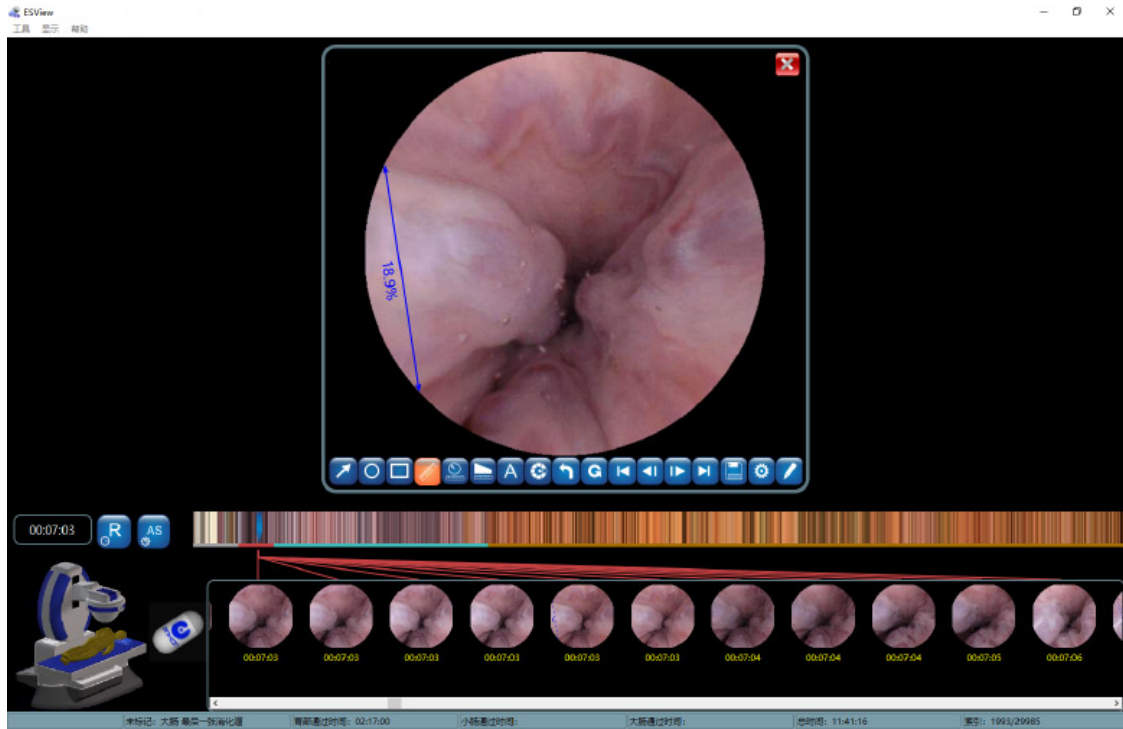 ESView
工具 显示 帮助
18.9%
A
00:07:03 R AS
00:07:03 00:07:03 00:07:03 00:07:03 00:07:03 00:07:03 00:07:04 00:07:04 00:07:04 00:07:05 00:07:06
未标记: 大肠 最后一张消化道 胃部通过时间: 02:17:00 小肠通过时间: 大肠通过时间: 总时间: 11:41:16 索引: 1993/29985